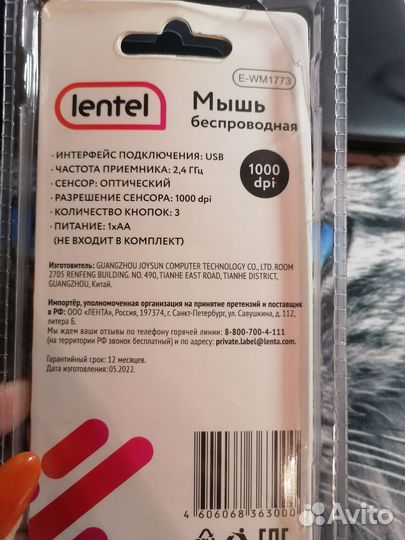 E-WM1773
lentel
Мышь
беспроводная
· ИНТЕРФЕЙС ПОДКЛЮЧЕНИЯ: USB
· ЧАСТОТА ПРИЕМНИКА: 2,4 ГГц
· СЕНСОР: ОПТИЧЕСКИЙ
· РАЗРЕШЕНИЕ СЕНСОРА: 1000 dpi
· КОЛИЧЕСТВО КНОПОК: 3
· ПИТАНИЕ: 1xAA
(НЕ ВХОДИТ В КОМПЛЕКТ)
1000
dpi
Изготовитель: GUANGZHOU JOYSUN COMPUTER TECHNOLOGY CO., LTD. ROOM
2705 RENFENG BUILDING. NO. 490, TIANHE EAST ROAD, TIANHE DISTRICT,
GUANGZHOU, Китай.
Импортёр, уполномоченная организация на принятие претензий и поставщик
в РФ: ООО «ЛЕНТА», Россия, 197374, г. Санкт-Петербург, ул. Савушкина, д. 112,
литера Б.
Мы ждем ваши отзывы по телефону горячей линии: 8-800-700-4-111
(на территории РФ звонок бесплатный) и по адресу: private.label@lenta.com.
Гарантийный срок: 12 месяцев.
Дата изготовления: 05.2022.
4 606068 363000
EAC
Avito